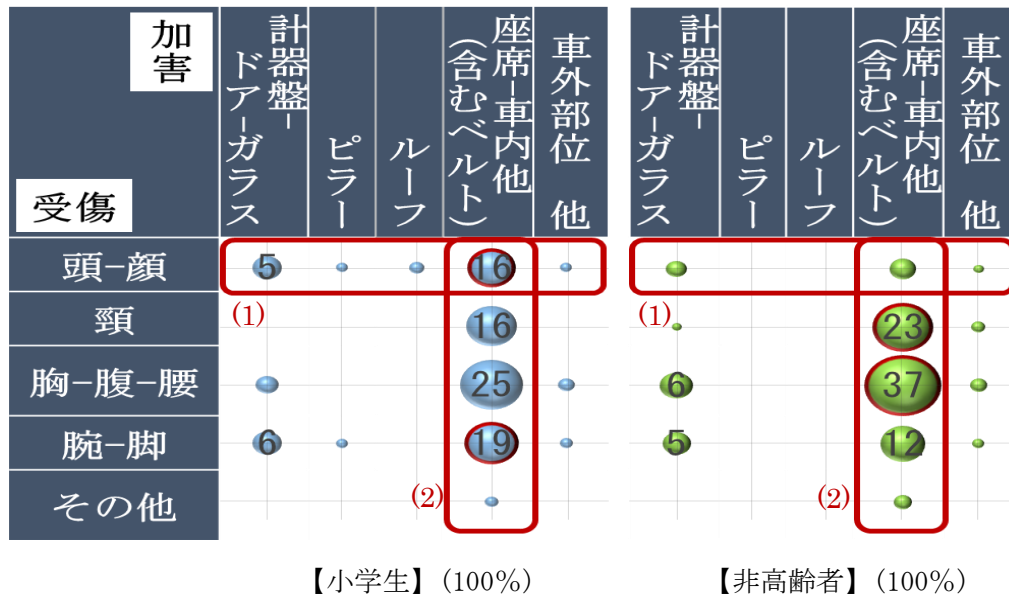 加害
受傷
計器盤-ドア-ガラス
ピラー
ルーフ
座席-車内他(含むベルト)
車外部位 他
計器盤-ドア-ガラス
ピラー
ルーフ
座席-車内他(含むベルト)
車外部位 他
頭-顔
5
16
(1)
(1)
頸
16
23
胸-腹-腰
25
6
37
腕-脚
6
19
5
12
その他
(2)
(2)
【小学生】(100%)
【非高齢者】(100%)